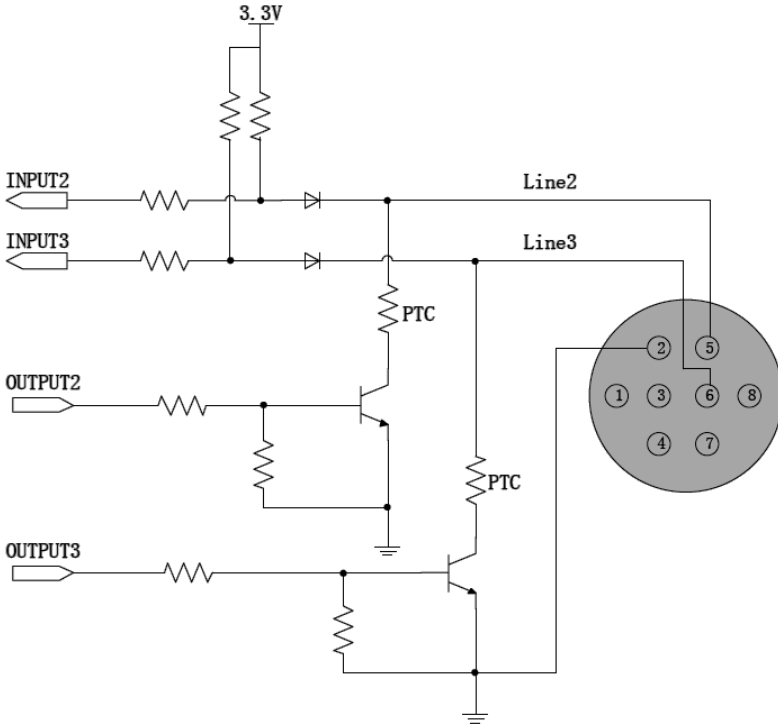 3.3V
INPUT2
Line2
INPUT3
Line3
PTC
2
5
OUTPUT2
1
3
6
8
4
7
PTC
OUTPUT3